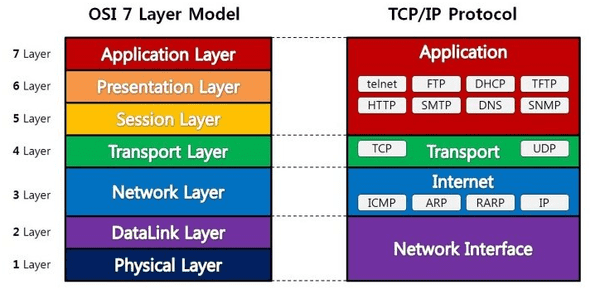 OSI 7 Layer Model
TCP/IP Protocol
7 Layer
Application Layer
6 Layer
Presentation Layer
5 Layer
Session Layer
4 Layer
Transport Layer
3 Layer
Network Layer
2 Layer
DataLink Layer
1 Layer
Physical Layer
Application
telnet FTP DHCP TFTP
HTTP SMTP DNS SNMP
TCP Transport UDP
Internet
ICMP ARP RARP IP
Network Interface